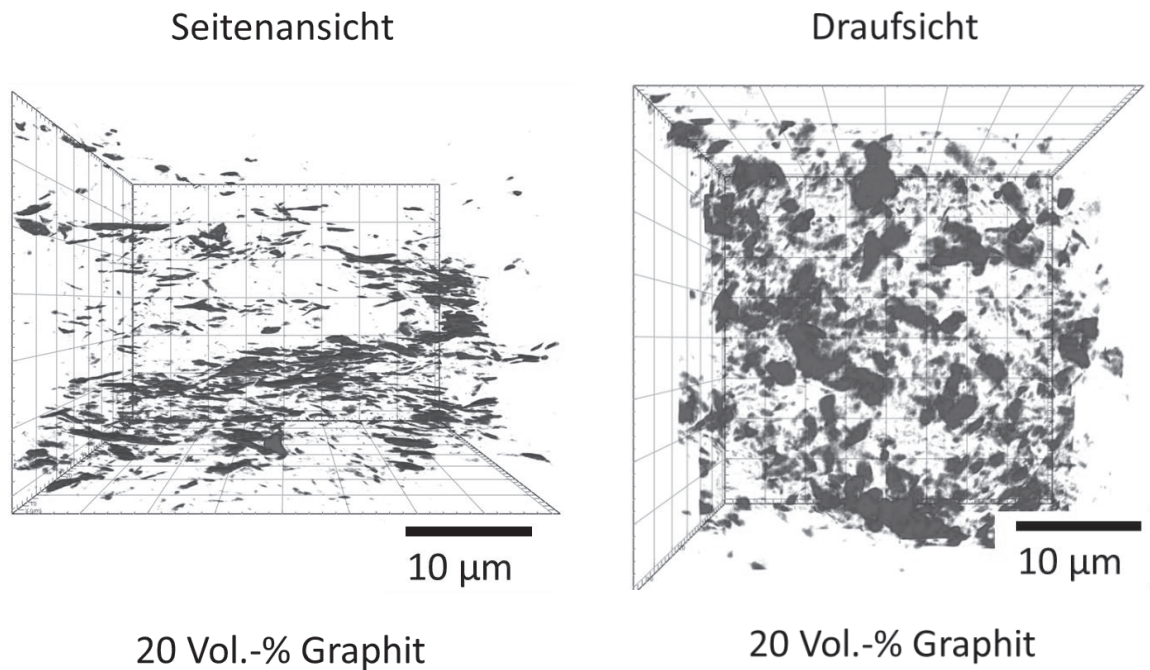 Seitenansicht
Draufsicht
10 µm
10 µm
20 Vol.-% Graphit
20 Vol.-% Graphit